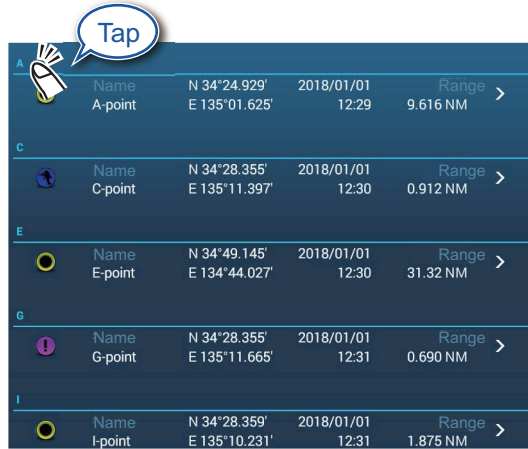 Tap
A
Name N 34°24.929' 2018/01/01 Range
A-point E 135°01.625' 12:29 9.616 NM
C
Name N 34°28.355' 2018/01/01 Range
C-point E 135°11.397' 12:30 0.912 NM
E
Name N 34°49.145' 2018/01/01 Range
E-point E 134°44.027' 12:30 31.32 NM
G
Name N 34°28.355' 2018/01/01 Range
G-point E 135°11.665' 12:31 0.690 NM
I
Name N 34°28.359' 2018/01/01 Range
I-point E 135°10.231' 12:31 1.875 NM